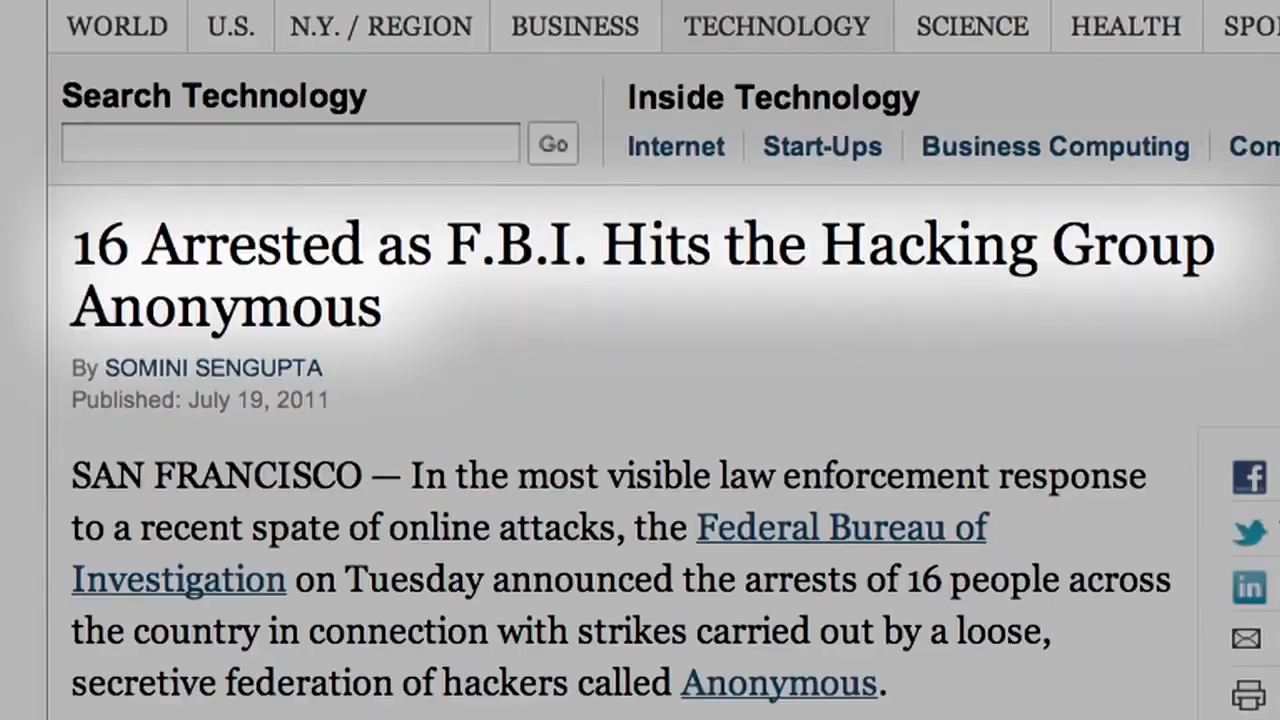 WORLD U.S. N.Y. / REGION BUSINESS TECHNOLOGY SCIENCE HEALTH
Search Technology
Go
Inside Technology
Internet Start-Ups Business Computing
16 Arrested as F.B.I. Hits the Hacking Group
Anonymous
By SOMINI SENGUPTA
Published: July 19, 2011
SAN FRANCISCO — In the most visible law enforcement response
to a recent spate of online attacks, the Federal Bureau of
Investigation on Tuesday announced the arrests of 16 people across
the country in connection with strikes carried out by a loose,
secretive federation of hackers called Anonymous.